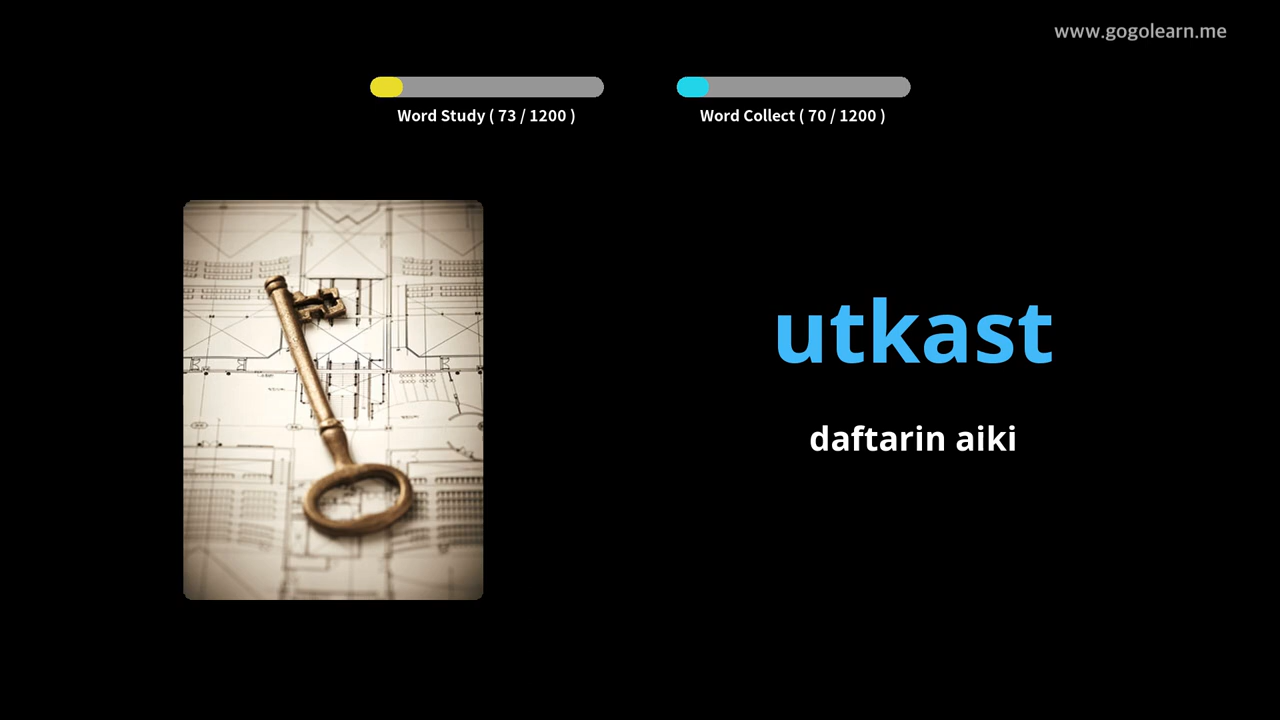 www.gogolearn.me
Word Study ( 73 / 1200 )
Word Collect ( 70 / 1200 )
utkast
daftarin aiki